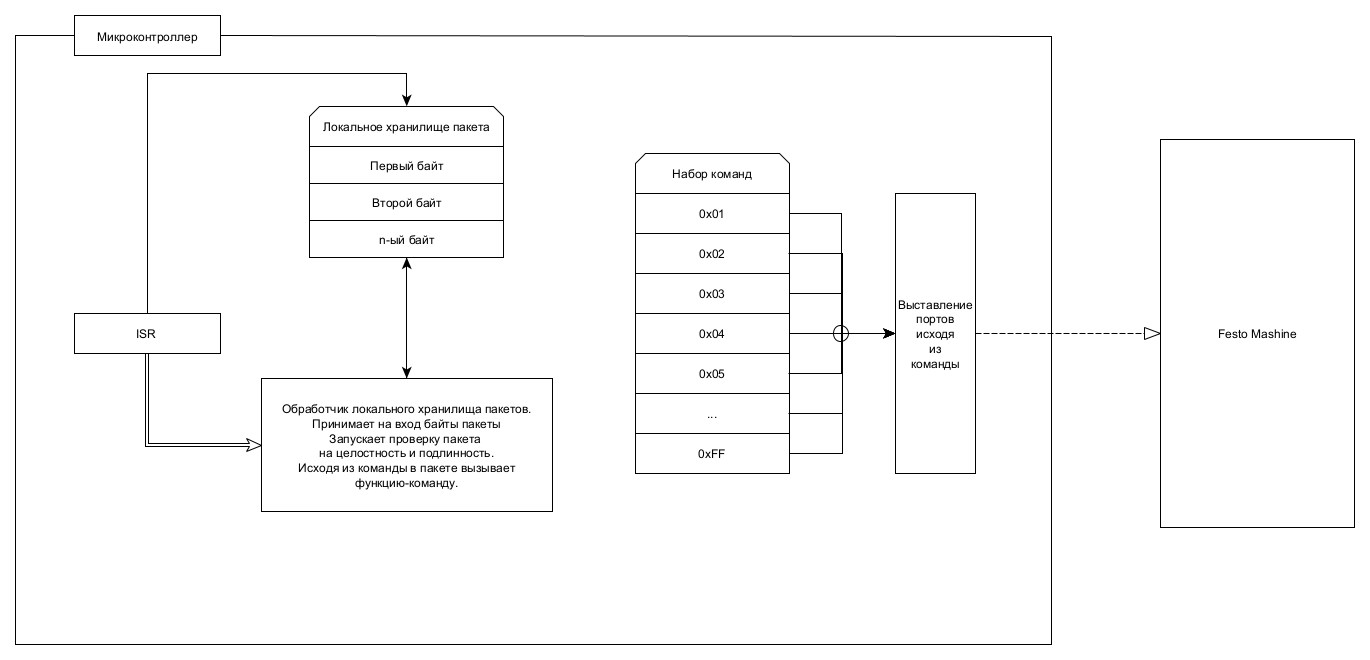 Микроконтроллер
Локальное хранилище пакета
Первый байт
Второй байт
n-ый байт
ISR
Обработчик локального хранилища пакетов.
Принимает на вход байты пакеты
Запускает проверку пакета
на целостность и подлинность.
Исходя из команды в пакете вызывает
функцию-команду.
Набор команд
0x01
0x02
0x03
0x04
0x05
...
0xFF
Выставление
портов
исходя
из
команды
Festo Mashine